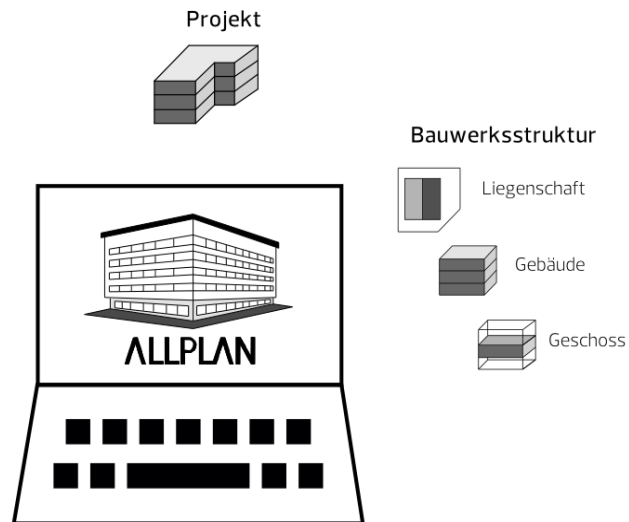 Projekt
Bauwerksstruktur
Liegenschaft
Gebäude
Geschoss
ALLPLAN